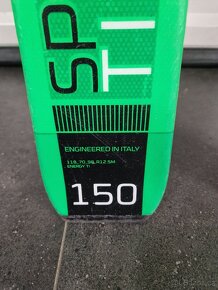 SP
TI
ENGINEERED IN ITALY
118_70_98_R12.5M
ENERGY TI
150